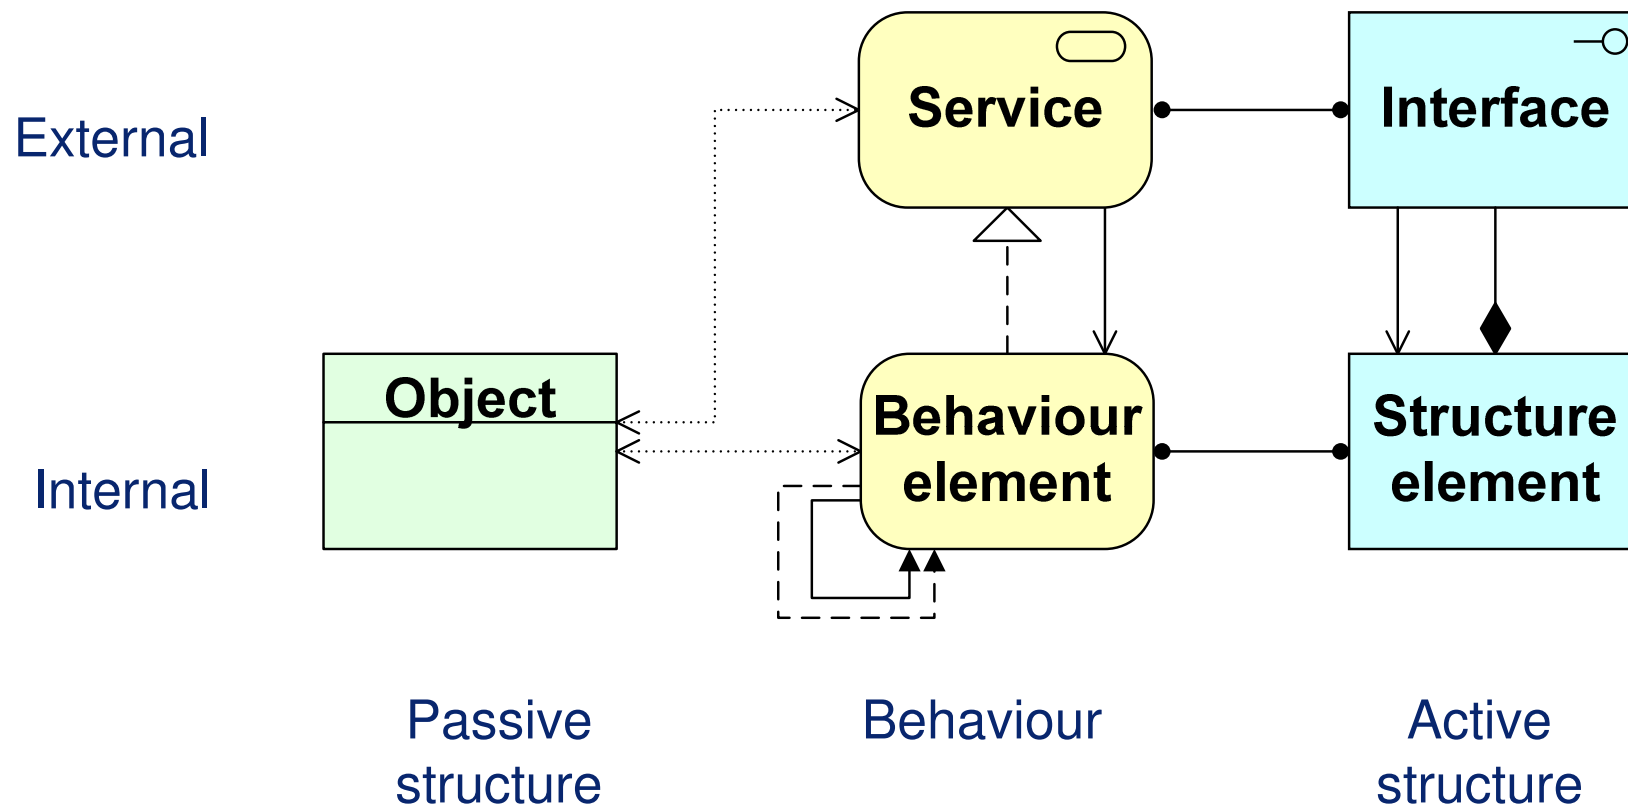 External
Service
Interface
Object
Behaviour
element
Structure
element
Internal
Passive
structure
Behaviour
Active
structure